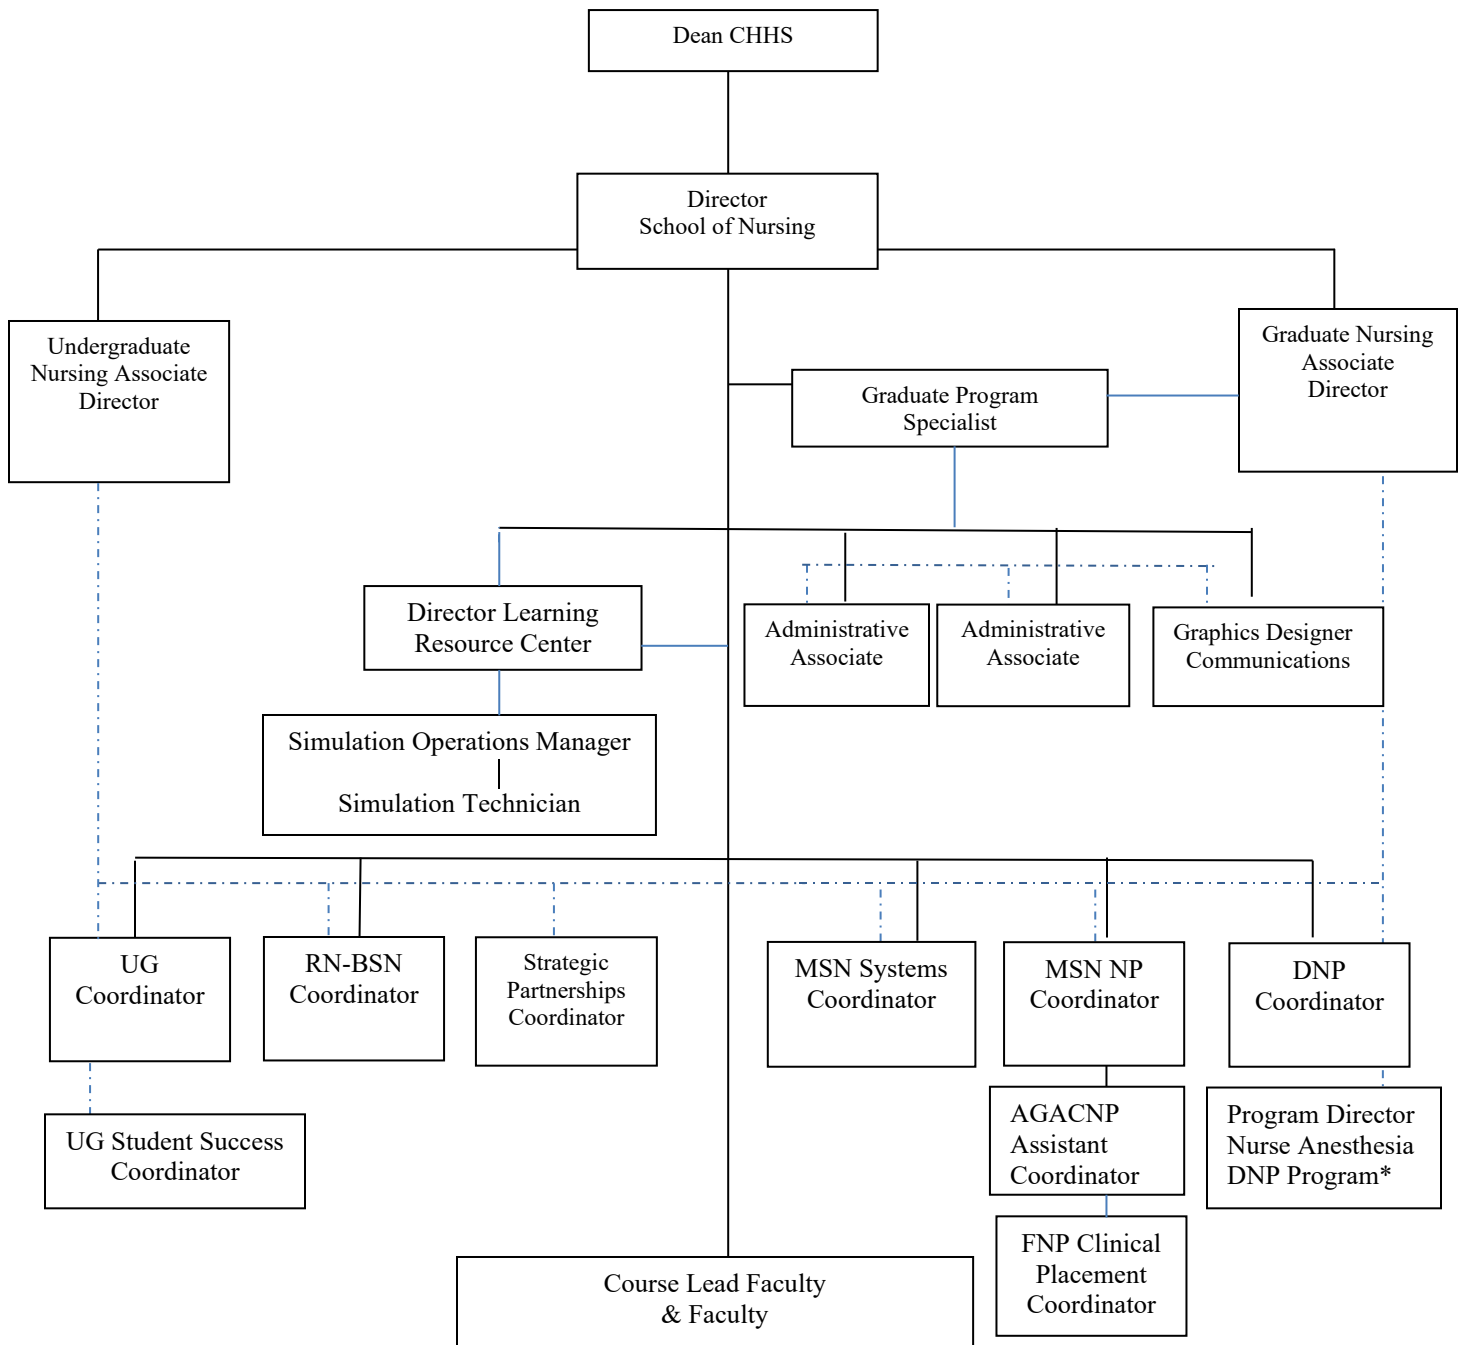 Dean CHHS
Director
School of Nursing
Undergraduate
Nursing Associate
Director
Graduate Nursing
Associate
Director
Graduate Program
Specialist
Director Learning
Resource Center
Administrative
Associate
Administrative
Associate
Graphics Designer
Communications
Simulation Operations Manager
Simulation Technician
UG
Coordinator
RN-BSN
Coordinator
Strategic
Partnerships
Coordinator
MSN Systems
Coordinator
MSN NP
Coordinator
DNP
Coordinator
UG Student Success
Coordinator
AGACNP
Assistant
Coordinator
Program Director
Nurse Anesthesia
DNP Program*
FNP Clinical
Placement
Coordinator
Course Lead Faculty
& Faculty